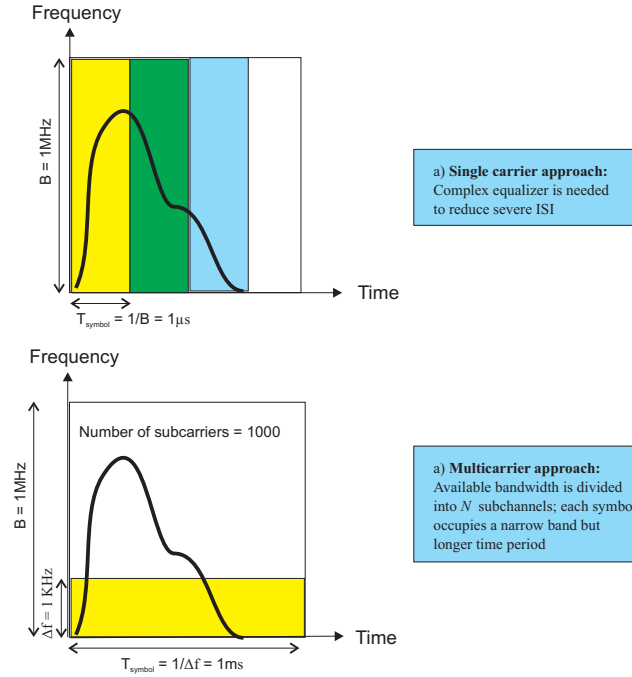 Frequency
B = 1MHz
Time
T symbol = 1/B = 1µs
a) Single carrier approach:
Complex equalizer is needed
to reduce severe ISI
Frequency
Number of subcarriers = 1000
B = 1MHz
Δf = 1 KHz
Time
T symbol = 1/Δf = 1ms
a) Multicarrier approach:
Available bandwidth is divided
into N subchannels; each symbo
occupies a narrow band but
longer time period